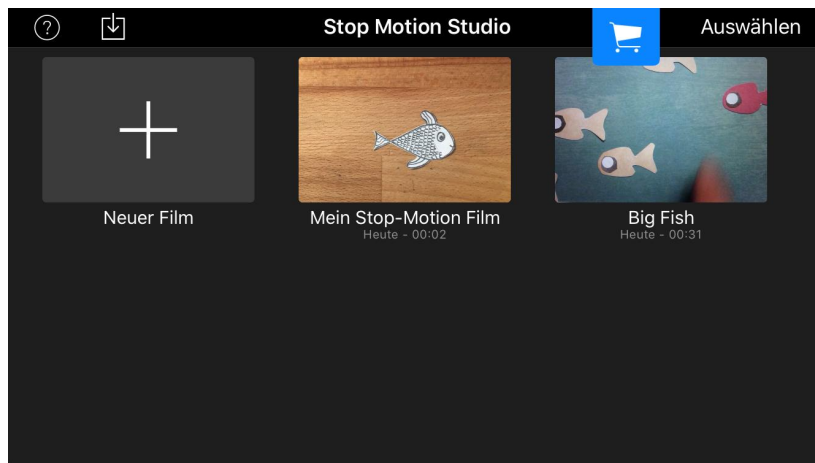 ?
Stop Motion Studio
Auswählen
Neuer Film
Mein Stop-Motion Film
Heute - 00:02
Big Fish
Heute - 00:31